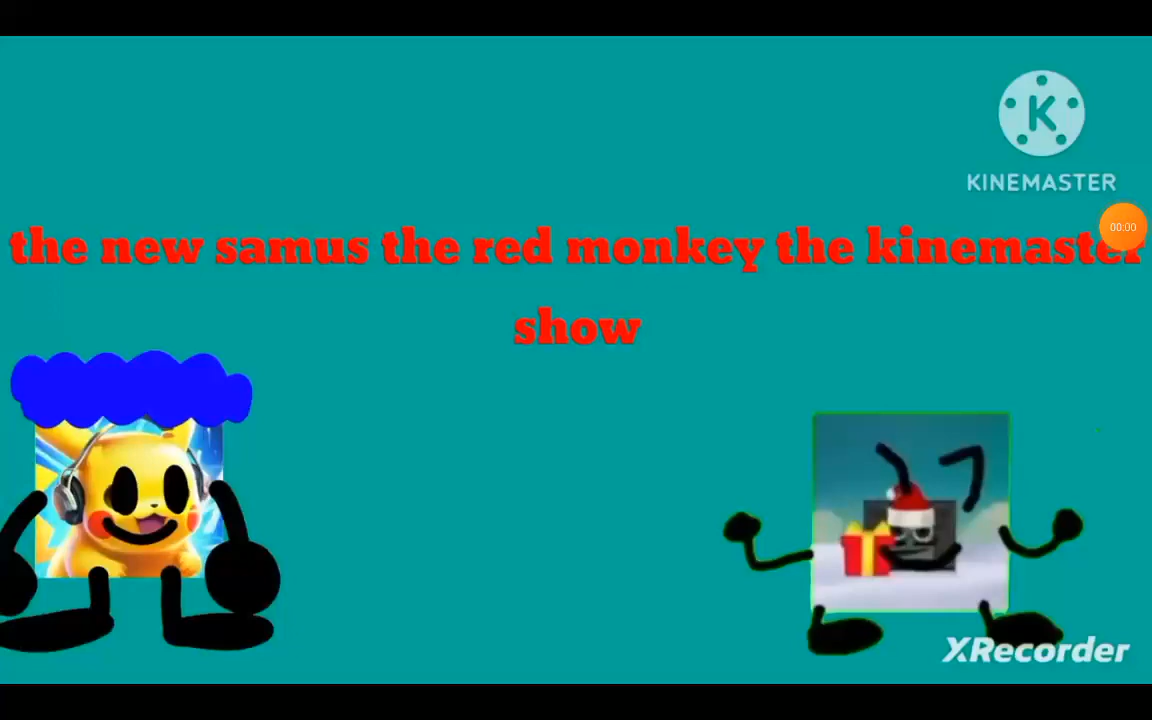 K
KINEMASTER
00:00
the new samus the red monkey the kinemaster
show
XRecorder